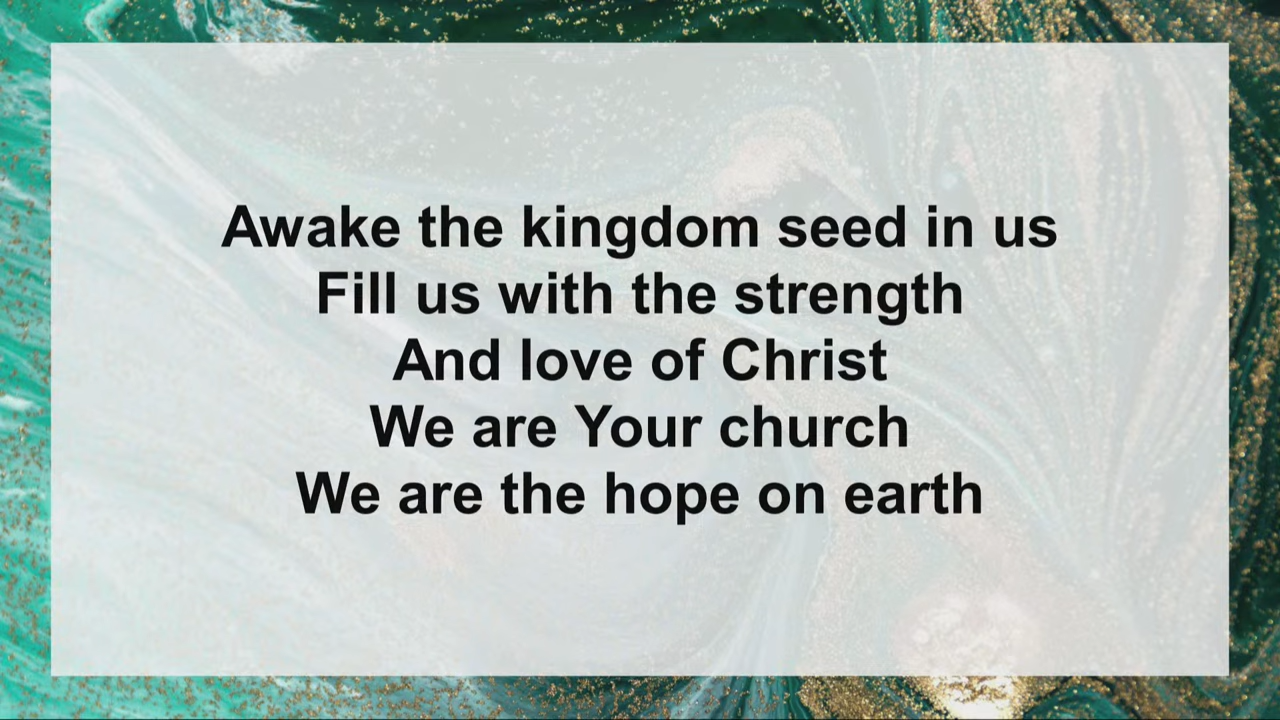 Awake the kingdom seed in us
Fill us with the strength
And love of Christ
We are Your church
We are the hope on earth